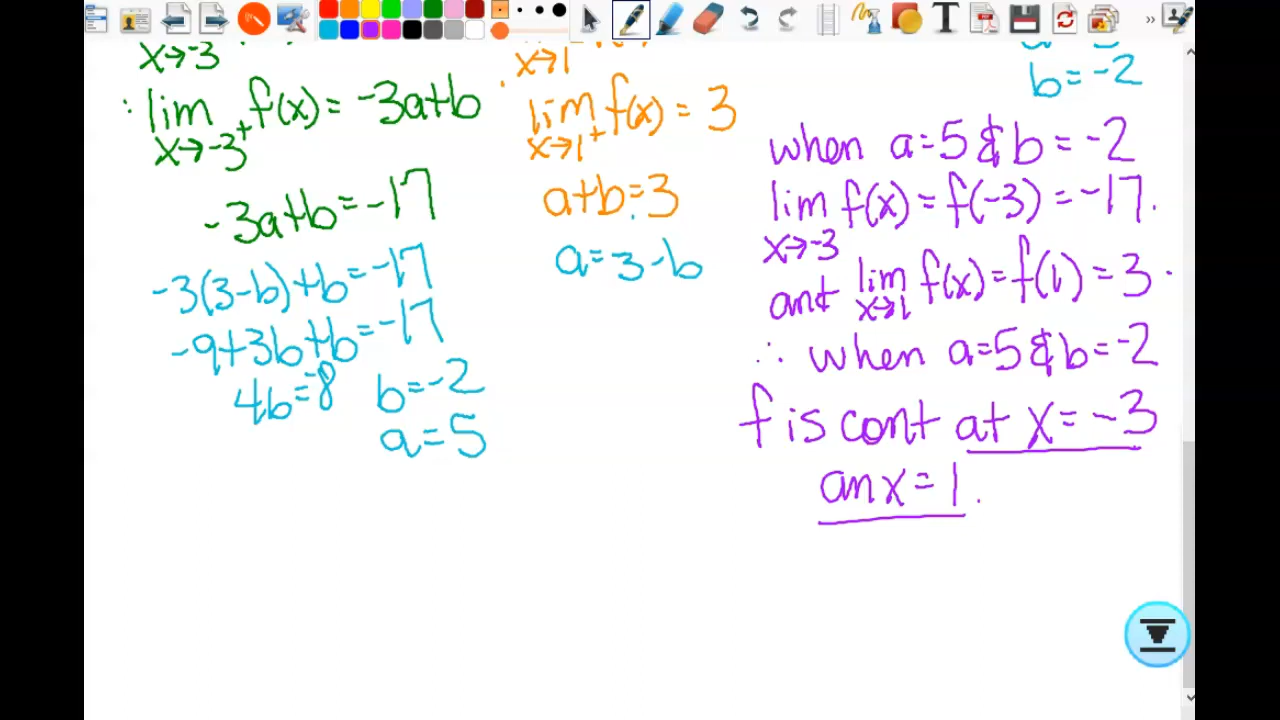 x→-3
lim f(x) = -3a+b
x→-3⁺
-3a+b = -17
-3(3-b)+b = -17
-9+3b+b = -17
4b = -8 b = -2
a = 5
x→1
lim f(x) = 3
x→1⁺
a+b = 3
a = 3-b
b = -2
when a=5 & b = -2
lim f(x) = f(-3) = -17.
x→-3
and lim f(x) = f(1) = 3.
x→1
∴ when a=5 & b = -2
f is cont at x = -3
an x = 1.